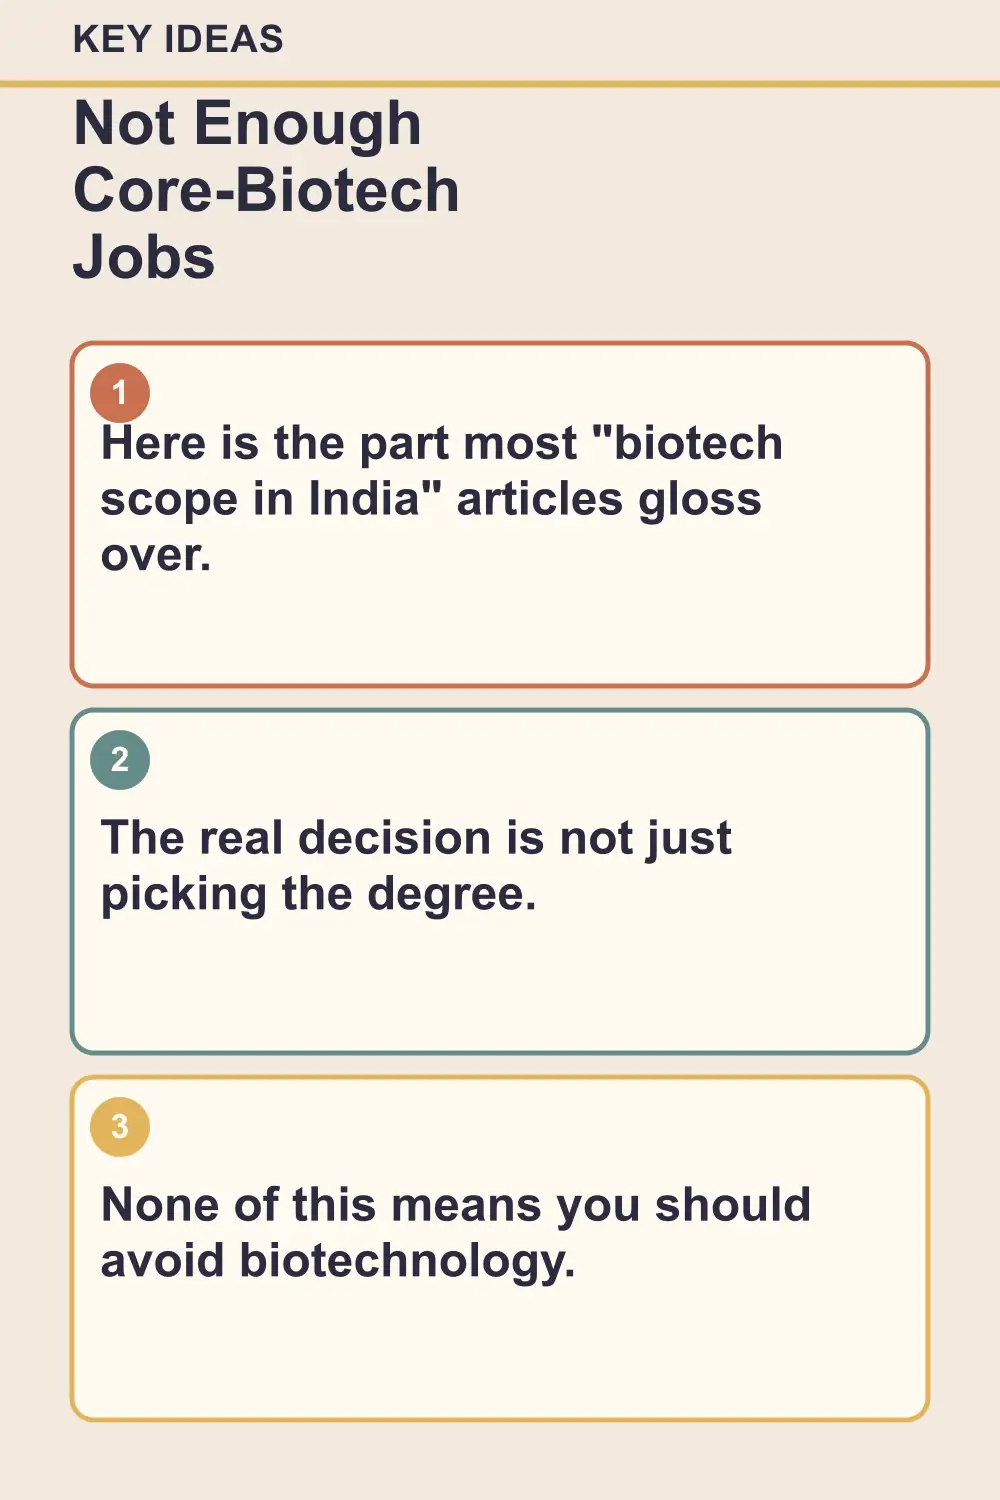 KEY IDEAS
Not Enough
Core-Biotech
Jobs
1
Here is the part most "biotech
scope in India" articles gloss
over.
2
The real decision is not just
picking the degree.
3
None of this means you should
avoid biotechnology.